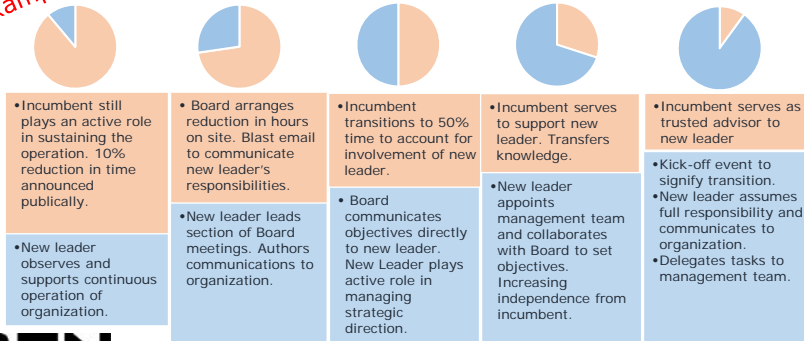 •Incumbent still
plays an active role
in sustaining the
operation. 10%
reduction in time
announced
publically.
•New leader
observes and
supports continuous
operation of
organization.
• Board arranges
reduction in hours
on site. Blast email
to communicate
new leader's
responsibilities.
•New leader leads
section of Board
meetings. Authors
communications to
organization.
•Incumbent
transitions to 50%
time to account for
involvement of new
leader.
• Board
communicates
objectives directly
to new leader.
New Leader plays
active role in
managing
strategic
direction.
•Incumbent serves
to support new
leader. Transfers
knowledge.
•New leader
appoints
management team
and collaborates
with Board to set
objectives.
Increasing
independence from
incumbent.
•Incumbent serves as
trusted advisor to
new leader
•Kick-off event to
signify transition.
•New leader assumes
full responsibility and
communicates to
organization.
•Delegates tasks to
management team.